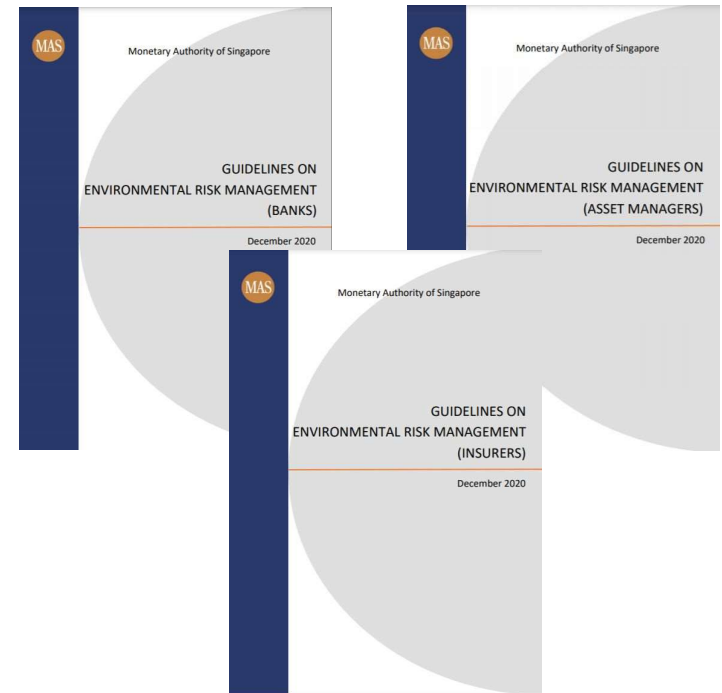 MAS
Monetary Authority of Singapore
GUIDELINES ON
ENVIRONMENTAL RISK MANAGEMENT
(BANKS)
December 2020
MAS
Monetary Authority of Singapore
GUIDELINES ON
ENVIRONMENTAL RISK MANAGEMENT
(ASSET MANAGERS)
December 2020
MAS
Monetary Authority of Singapore
GUIDELINES ON
ENVIRONMENTAL RISK MANAGEMENT
(INSURERS)
December 2020